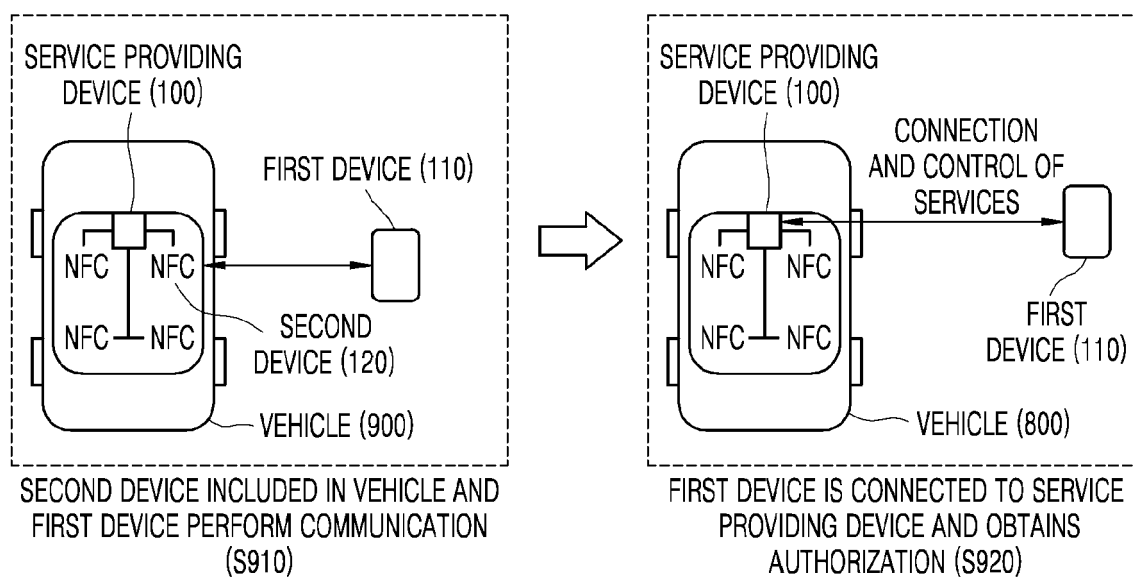 SERVICE PROVIDING
DEVICE (100)
FIRST DEVICE (110)
NFC NFC
NFC NFC
SECOND
DEVICE (120)
VEHICLE (900)
SECOND DEVICE INCLUDED IN VEHICLE AND
FIRST DEVICE PERFORM COMMUNICATION
(S910)
SERVICE PROVIDING
DEVICE (100)
CONNECTION
AND CONTROL OF
SERVICES
NFC NFC
NFC NFC
FIRST
DEVICE (110)
VEHICLE (800)
FIRST DEVICE IS CONNECTED TO SERVICE
PROVIDING DEVICE AND OBTAINS
AUTHORIZATION (S920)